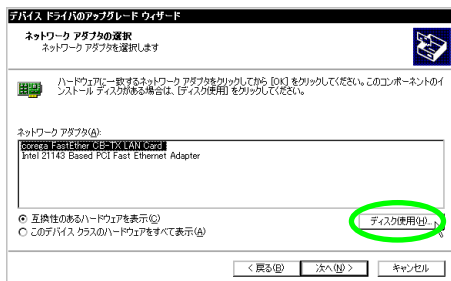 デバイス ドライバのアップグレード ウィザード
ネットワーク アダプタの選択
ネットワーク アダプタを選択します
ハードウェアに一致するネットワーク アダプタをクリックしてから [OK] をクリックしてください。このコンポーネントのイ
ンストール ディスクがある場合は、[ディスク使用] をクリックしてください。
ネットワーク アダプタ(A):
corega FastEther CB-TX LAN Card
Intel 21143 Based PCI Fast Ethernet Adapter
互換性のあるハードウェアを表示(C)
このデバイス クラスのハードウェアをすべて表示(A)
ディスク使用(H)...
< 戻る(B)
次へ(N) >
キャンセル